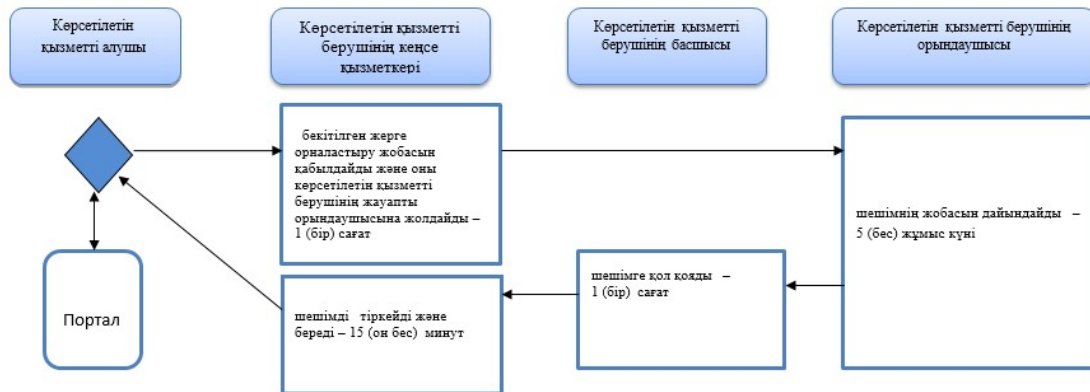 Көрсетілетін
қызметті алушы
Көрсетілетін қызметті
берушінің кеңсе
қызметкері
Көрсетілетін қызметті
берушінің басшысы
Көрсетілетін қызметті берушінің
орындаушысы
бекітілген жерге
орналастыру жобасын
қабылдайды және оны
көрсетілетін қызметті
берушінің жауапты
орындаушысына жолдайды –
1 (бір) сағат
шешімнің жобасын дайындайды –
5 (бес) жұмыс күні
шешімге қол қояды –
1 (бір) сағат
шешімді тіркейді және
береді – 15 (он бес) минут
Портал